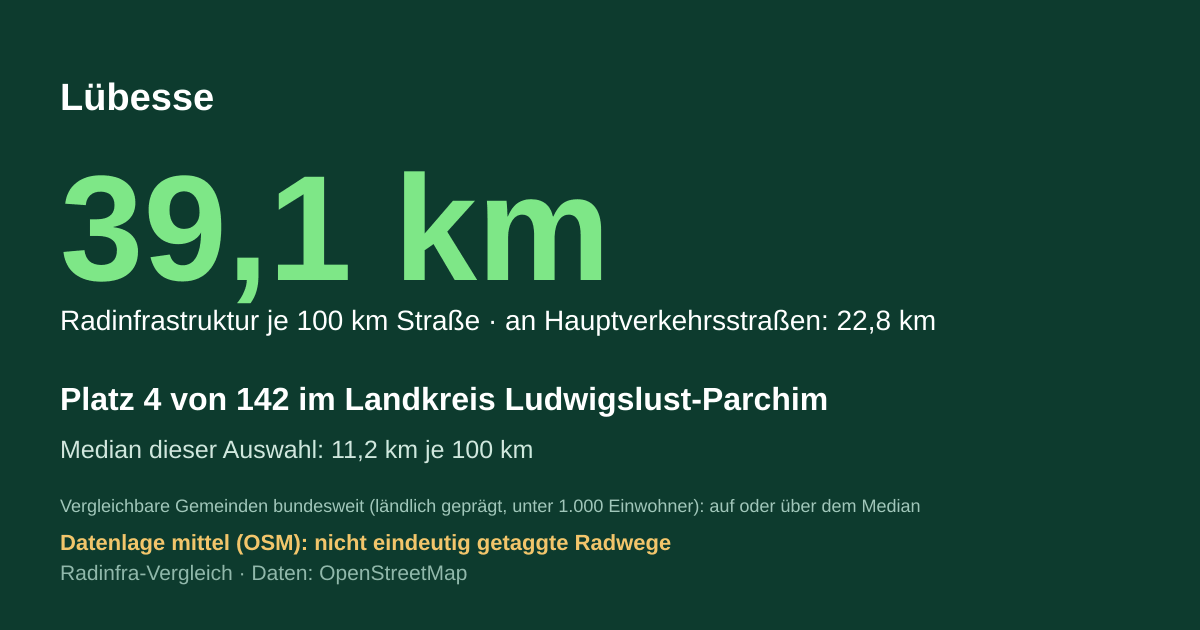 Lübesse
39,1 km
Radinfrastruktur je 100 km Straße · an Hauptverkehrsstraßen: 22,8 km
Platz 4 von 142 im Landkreis Ludwigslust-Parchim
Median dieser Auswahl: 11,2 km je 100 km
Vergleichbare Gemeinden bundesweit (ländlich geprägt, unter 1.000 Einwohner): auf oder über dem Median
Datenlage mittel (OSM): nicht eindeutig getaggte Radwege
Radinfra-Vergleich · Daten: OpenStreetMap